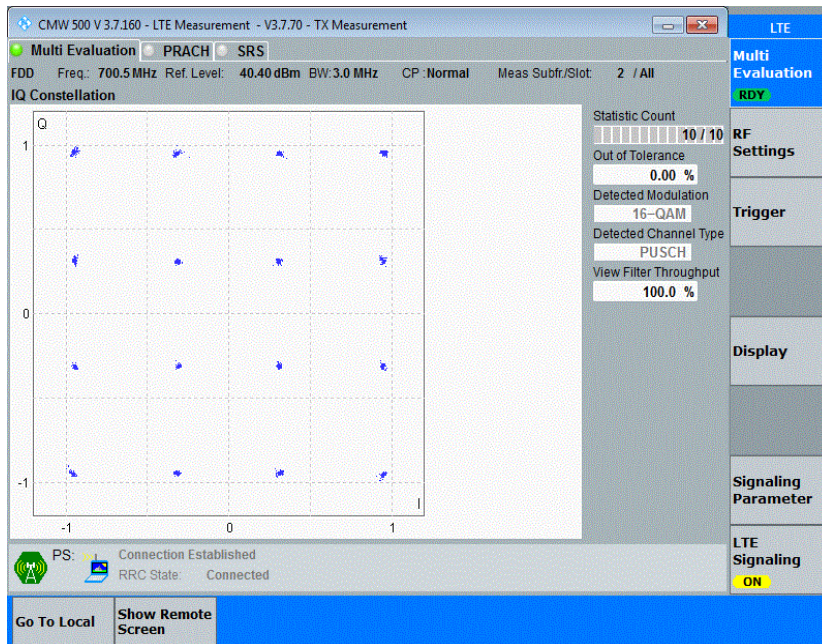 CMW 500 V 3.7.160 - LTE Measurement - V3.7.70 - TX Measurement
LTE
Multi Evaluation PRACH SRS
FDD Freq.: 700.5 MHz Ref. Level: 40.40 dBm BW: 3.0 MHz CP : Normal Meas Subfr./Slot: 2 / All
IQ Constellation
Q
1
0
-1
I
-1 0 1
Statistic Count
10 / 10
Out of Tolerance
0.00 %
Detected Modulation
16-QAM
Detected Channel Type
PUSCH
View Filter Throughput
100.0 %
Multi
Evaluation
RDY
RF
Settings
Trigger
Display
Signaling
Parameter
LTE
Signaling
ON
PS: Connection Established
RRC State: Connected
Go To Local
Show Remote
Screen